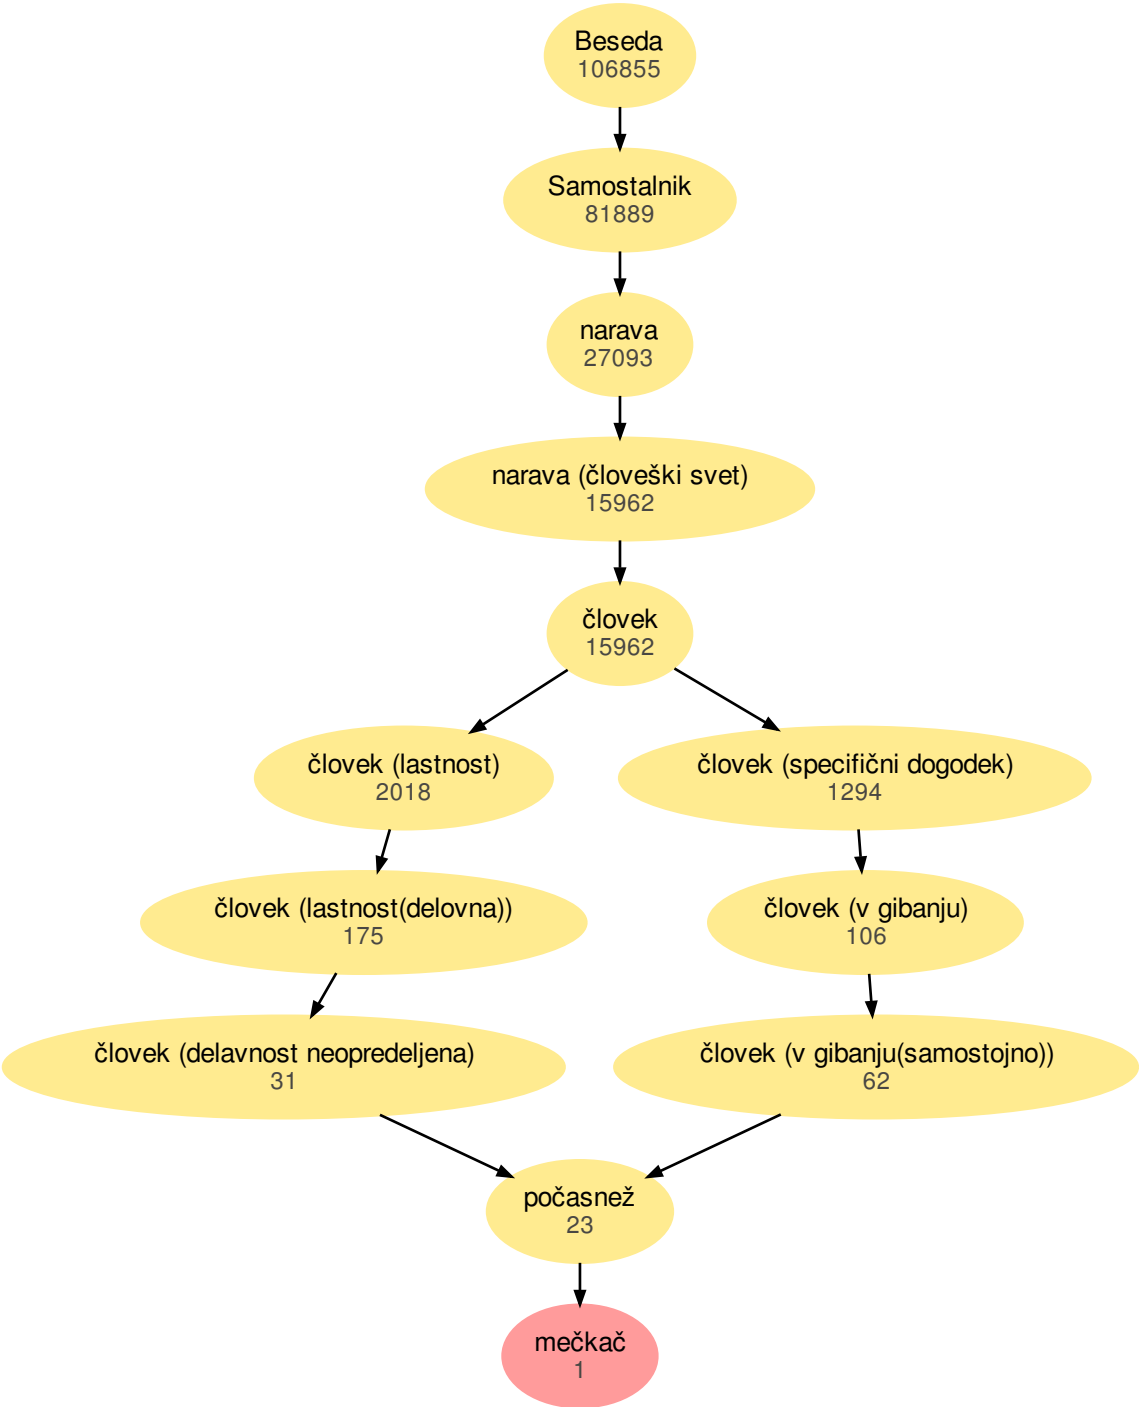 Beseda
106855
Samostalnik
81889
narava
27093
narava (človeški svet)
15962
človek
15962
človek (lastnost)
2018
človek (specifični dogodek)
1294
človek (lastnost(delovna))
175
človek (v gibanju)
106
človek (delavnost neopredeljena)
31
človek (v gibanju(samostojno))
62
počasnež
23
mečkač
1